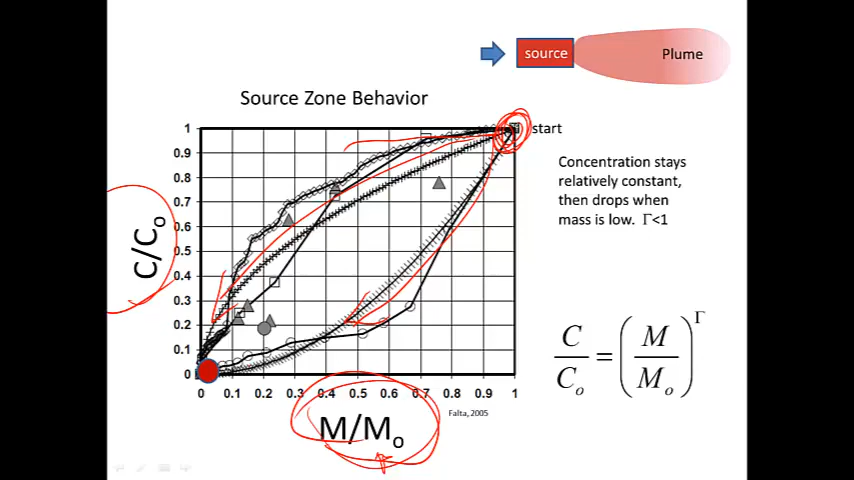 source
Plume
Source Zone Behavior
start
1
0.9
0.8
0.7
0.6
0.5
0.4
0.3
0.2
0.1
0
C/Co
0 0.1 0.2 0.3 0.4 0.5 0.6 0.7 0.8 0.9 1
M/Mo
Falta, 2005
Concentration stays
relatively constant,
then drops when
mass is low. Γ<1
C/Co = (M/Mo)^Γ